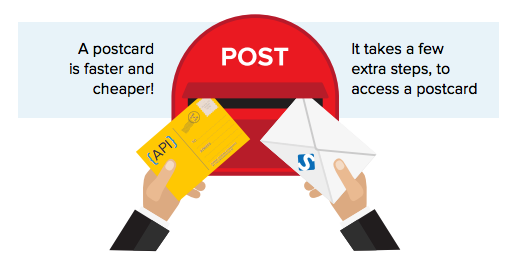 A postcard
is faster and
cheaper!
POST
It takes a few
extra steps, to
access a postcard
{API}
S